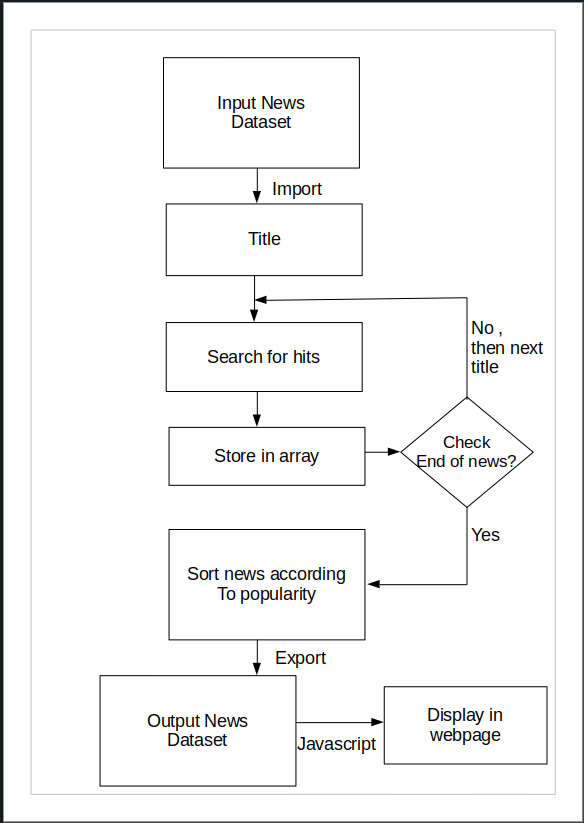 Input News
Dataset
Import
Title
No ,
then next
title
Search for hits
Store in array
Check
End of news?
Yes
Sort news according
To popularity
Export
Output News
Dataset
Javascript
Display in
webpage